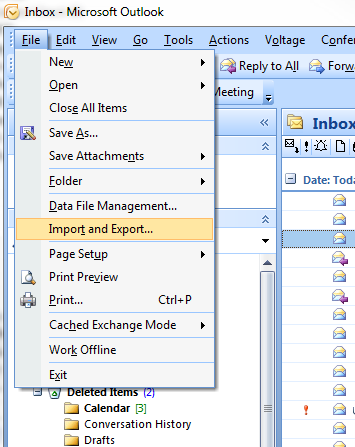 Inbox - Microsoft Outlook
File Edit View Go Tools Actions Voltage Confer
New
Open
Close All Items
Save As...
Save Attachments
Folder
Data File Management...
Import and Export...
Page Setup
Print Preview
Print... Ctrl+P
Cached Exchange Mode
Work Offline
Exit
Reply to All Forw
Meeting
Inbox
Date: Toda
Deleted Items (2)
Calendar [3]
Conversation History
Drafts